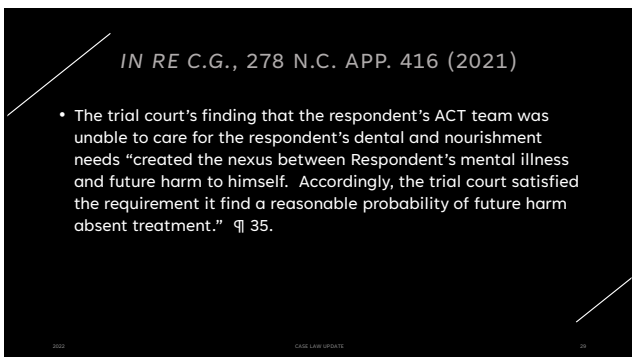 IN RE C.G., 278 N.C. APP. 416 (2021)
• The trial court’s finding that the respondent’s ACT team was
unable to care for the respondent’s dental and nourishment
needs “created the nexus between Respondent’s mental illness
and future harm to himself.  Accordingly, the trial court satisfied
the requirement it find a reasonable probability of future harm
absent treatment.”  ¶ 35.
2022
CASE LAW UPDATE
29